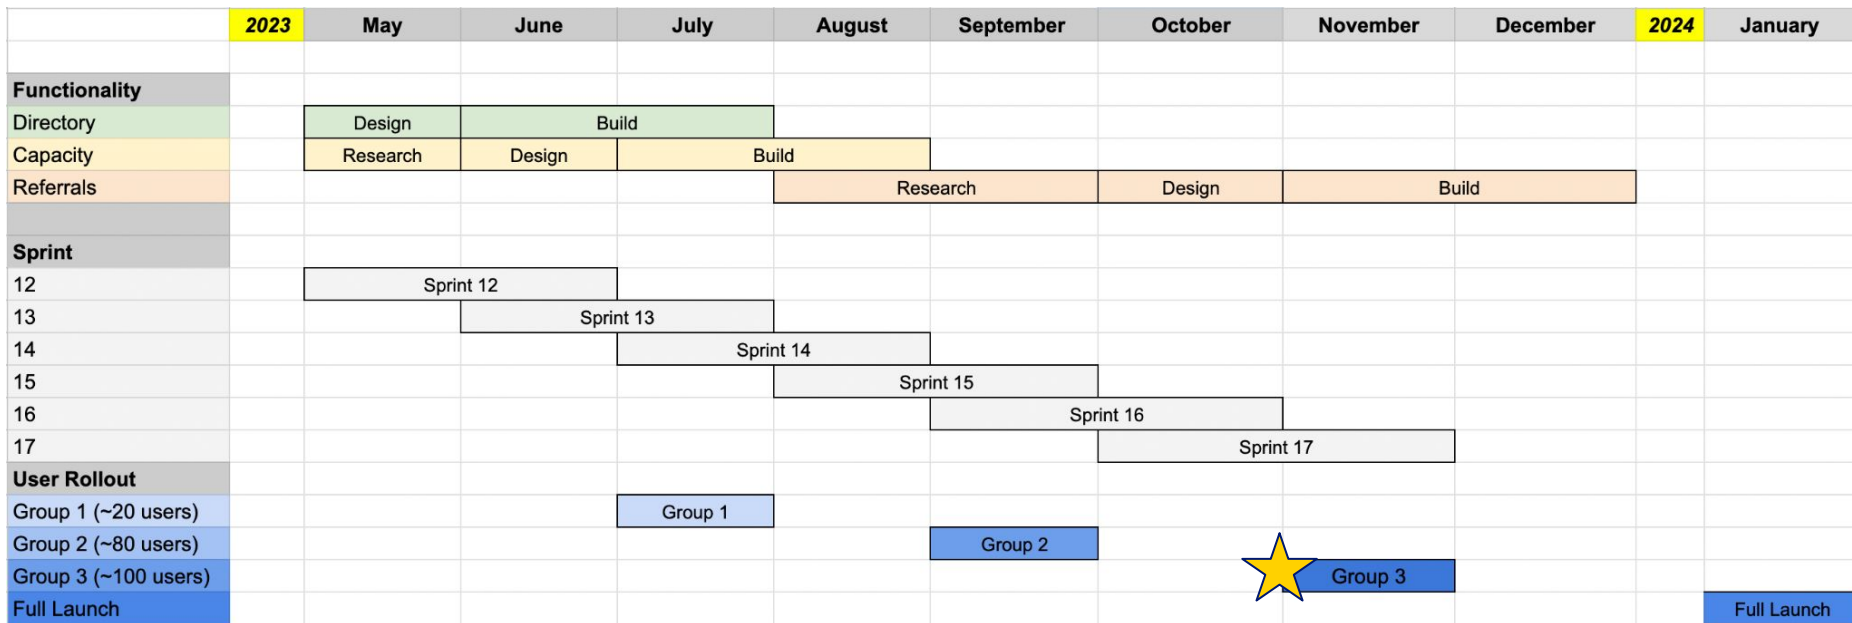 2023 May June July August September October November December 2024 January
Functionality
Directory Design Build
Capacity Research Design Build
Referrals Research Design Build
Sprint
12 Sprint 12
13 Sprint 13
14 Sprint 14
15 Sprint 15
16 Sprint 16
17 Sprint 17
User Rollout
Group 1 (~20 users) Group 1
Group 2 (~80 users) Group 2
Group 3 (~100 users) Group 3
Full Launch Full Launch